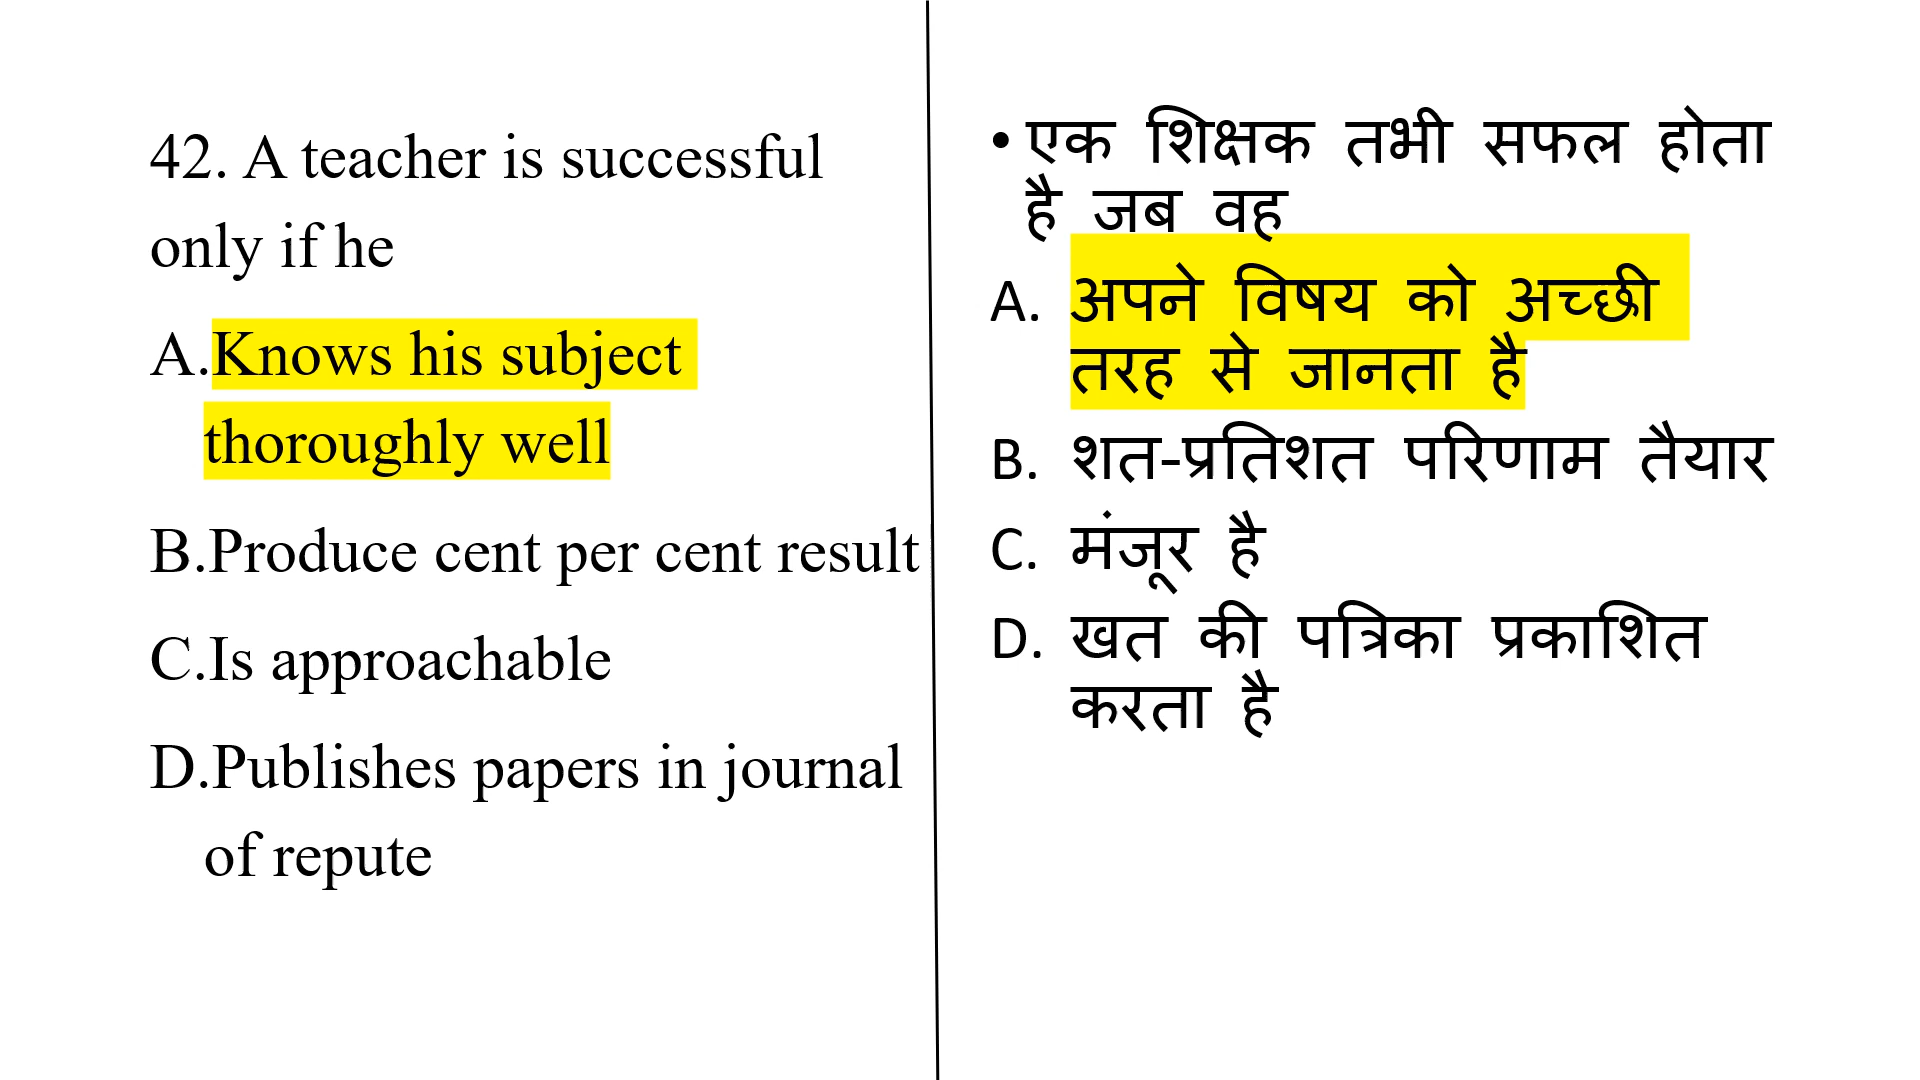 42. A teacher is successful
only if he
A.Knows his subject
thoroughly well
B.Produce cent per cent result
C.Is approachable
D.Publishes papers in journal
of repute
• एक शिक्षक तभी सफल होता
है जब वह
A. अपने विषय को अच्छी
तरह से जानता है
B. शत-प्रतिशत परिणाम तैयार
C. मंजूर है
D. खत की पत्रिका प्रकाशित
करता है